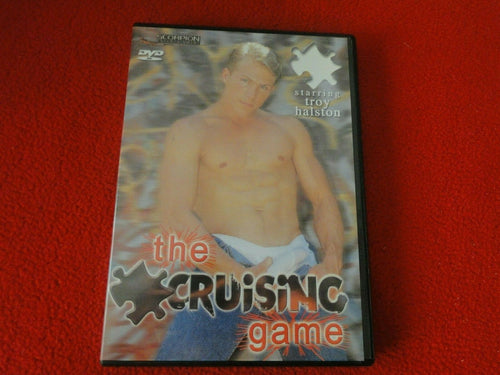 SCORPION
DVD
starring
troy
halston
the
CRUiSiNG
game